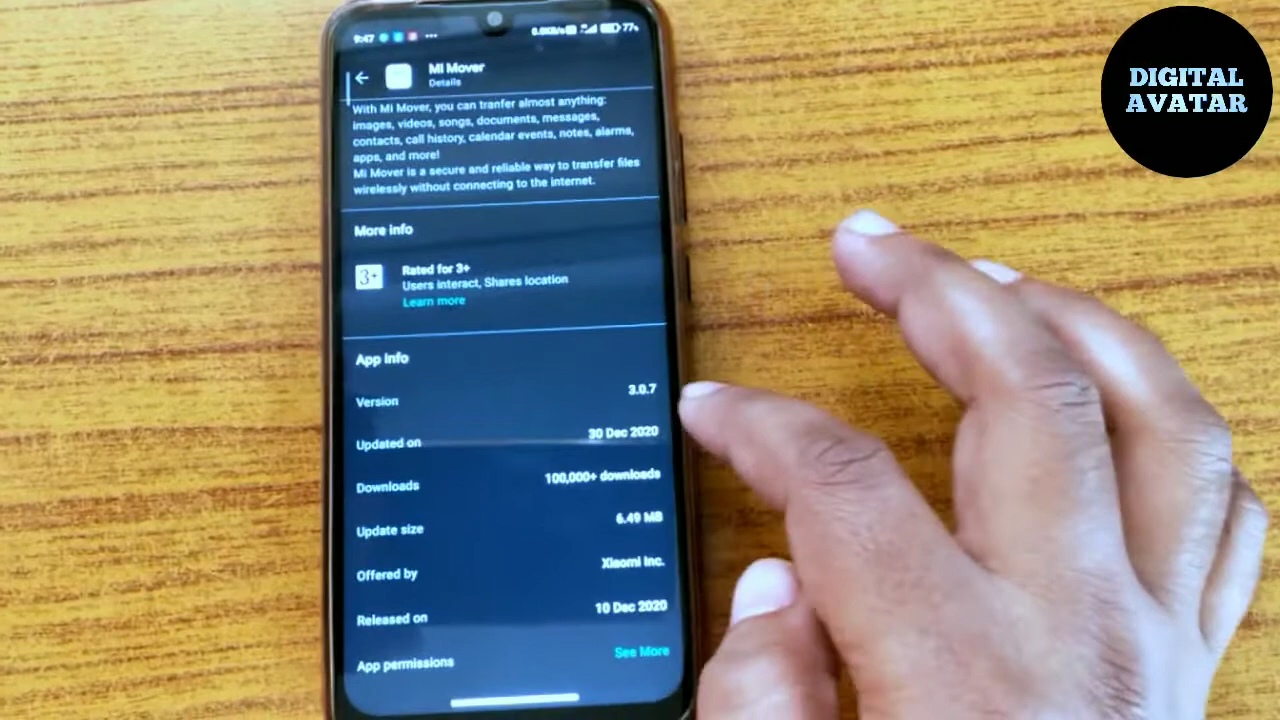 9:47
77%
Mi Mover
Details
With Mi Mover, you can tranfer almost anything:
images, videos, songs, documents, messages,
contacts, call history, calendar events, notes, alarms,
apps, and more!
Mi Mover is a secure and reliable way to transfer files
wirelessly without connecting to the internet.
More info
3+
Rated for 3+
Users interact, Shares location
Learn more
App info
Version 3.0.7
Updated on 30 Dec 2020
Downloads 100,000+ downloads
Update size 6.49 MB
Offered by Xiaomi Inc.
Released on 10 Dec 2020
App permissions See More
DIGITAL
AVATAR